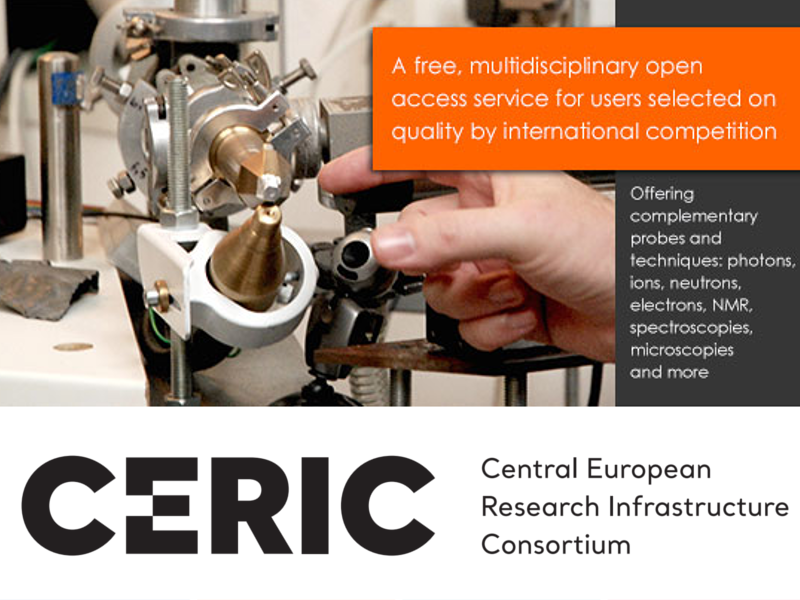 A free, multidisciplinary open
access service for users selected on
quality by international competition
Offering
complementary
probes and
techniques: photons,
ions, neutrons,
electrons, NMR,
spectroscopies,
microscopies
and more
CERIC
Central European
Research Infrastructure
Consortium